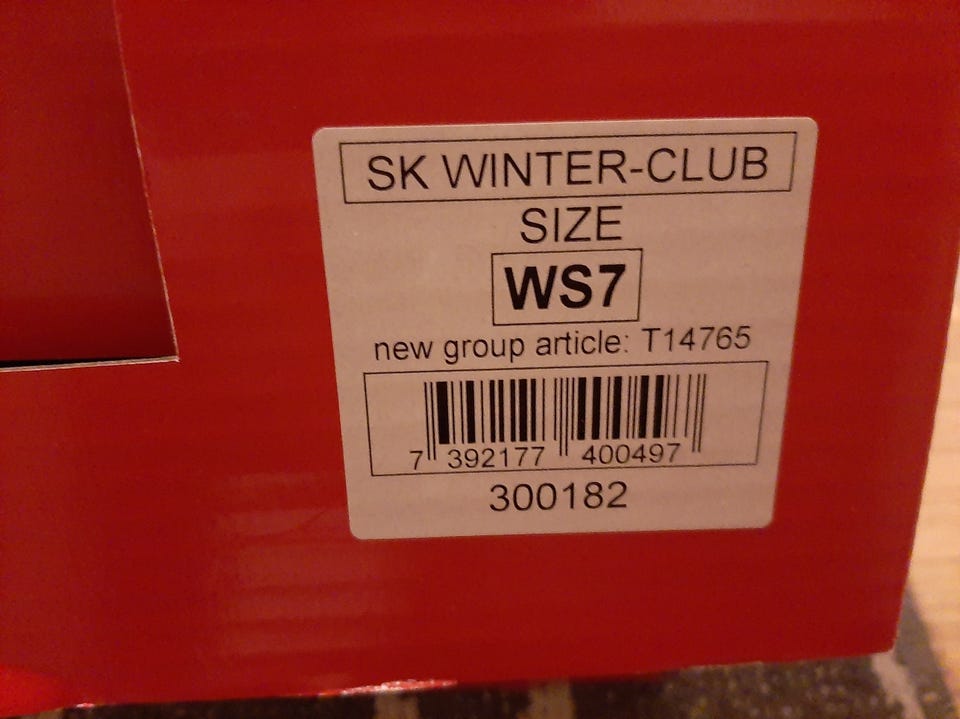 SK WINTER-CLUB
SIZE
WS7
new group article: T14765
7 392177 400497
300182